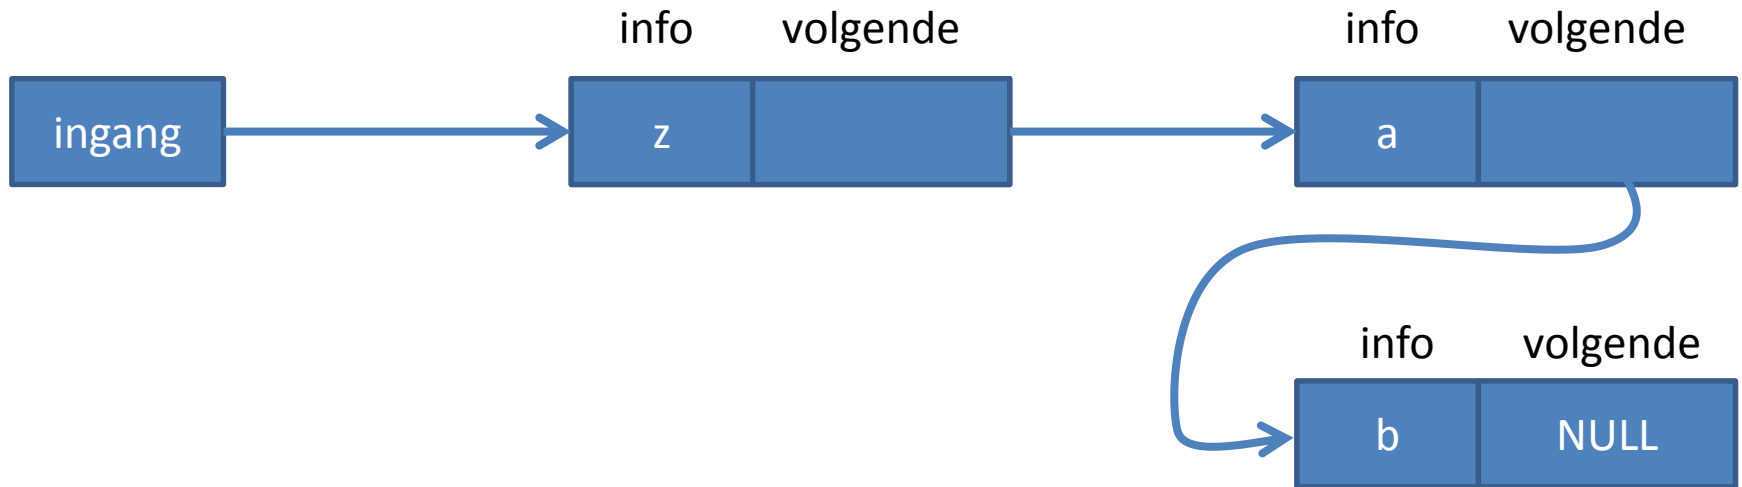 info volgende info volgende
ingang z a
info volgende
b NULL